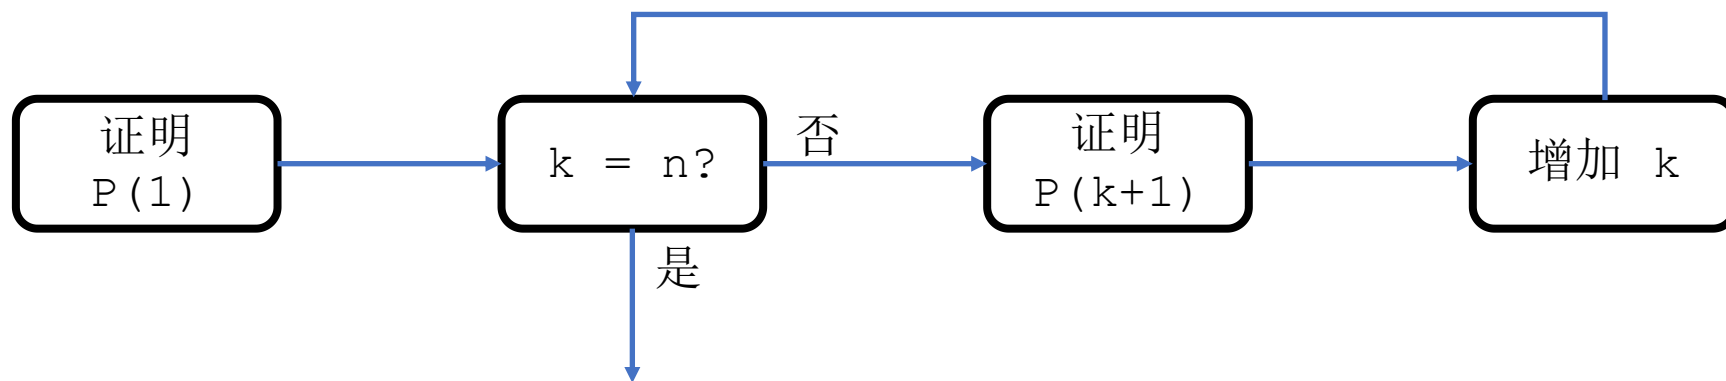 证明
P(1)
k = n?
否
证明
P(k+1)
增加 k
是